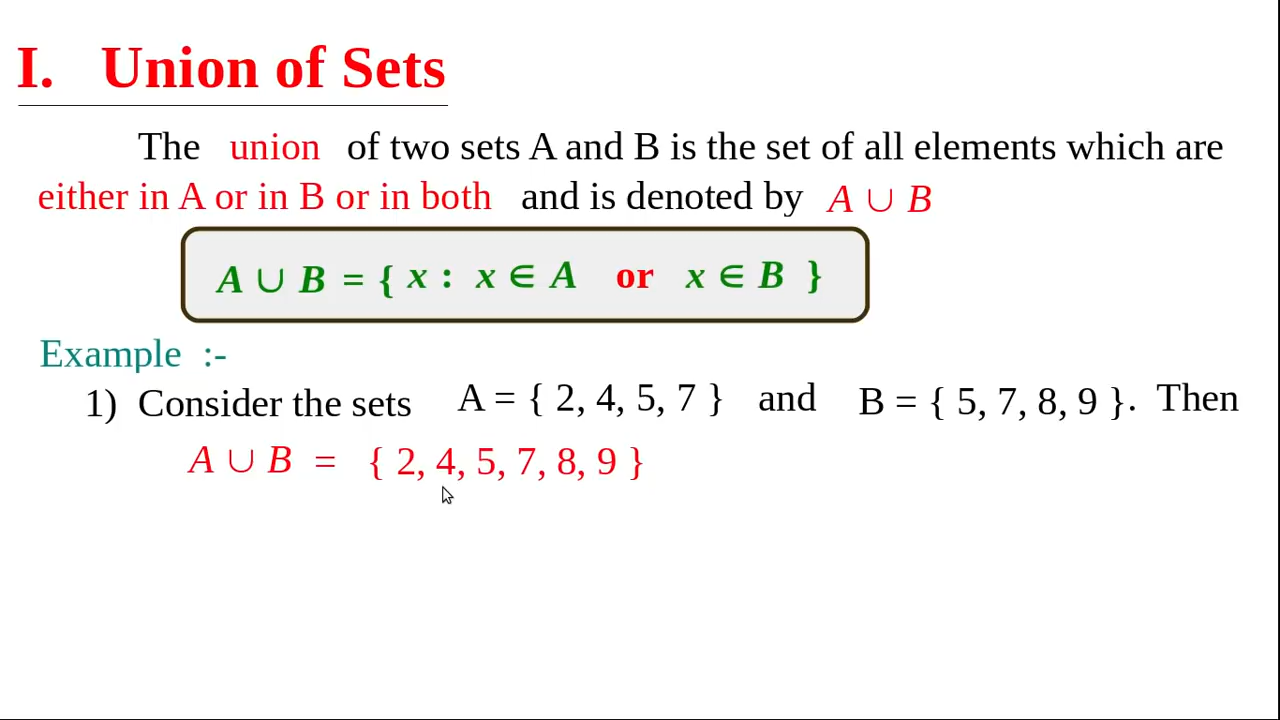 I. Union of Sets
The union of two sets A and B is the set of all elements which are
either in A or in B or in both and is denoted by A ∪ B
A ∪ B = { x : x ∈ A or x ∈ B }
Example :-
1) Consider the sets A = { 2, 4, 5, 7 } and B = { 5, 7, 8, 9 }. Then
A ∪ B = { 2, 4, 5, 7, 8, 9 }